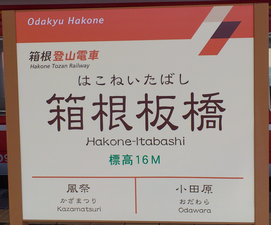 Odakyu Hakone
箱根登山電車
Hakone Tozan Railway
はこねいたばし
箱根板橋
Hakone-Itabashi
標高16M
風祭
かざまつり
Kazamatsuri
小田原
おだわら
Odawara